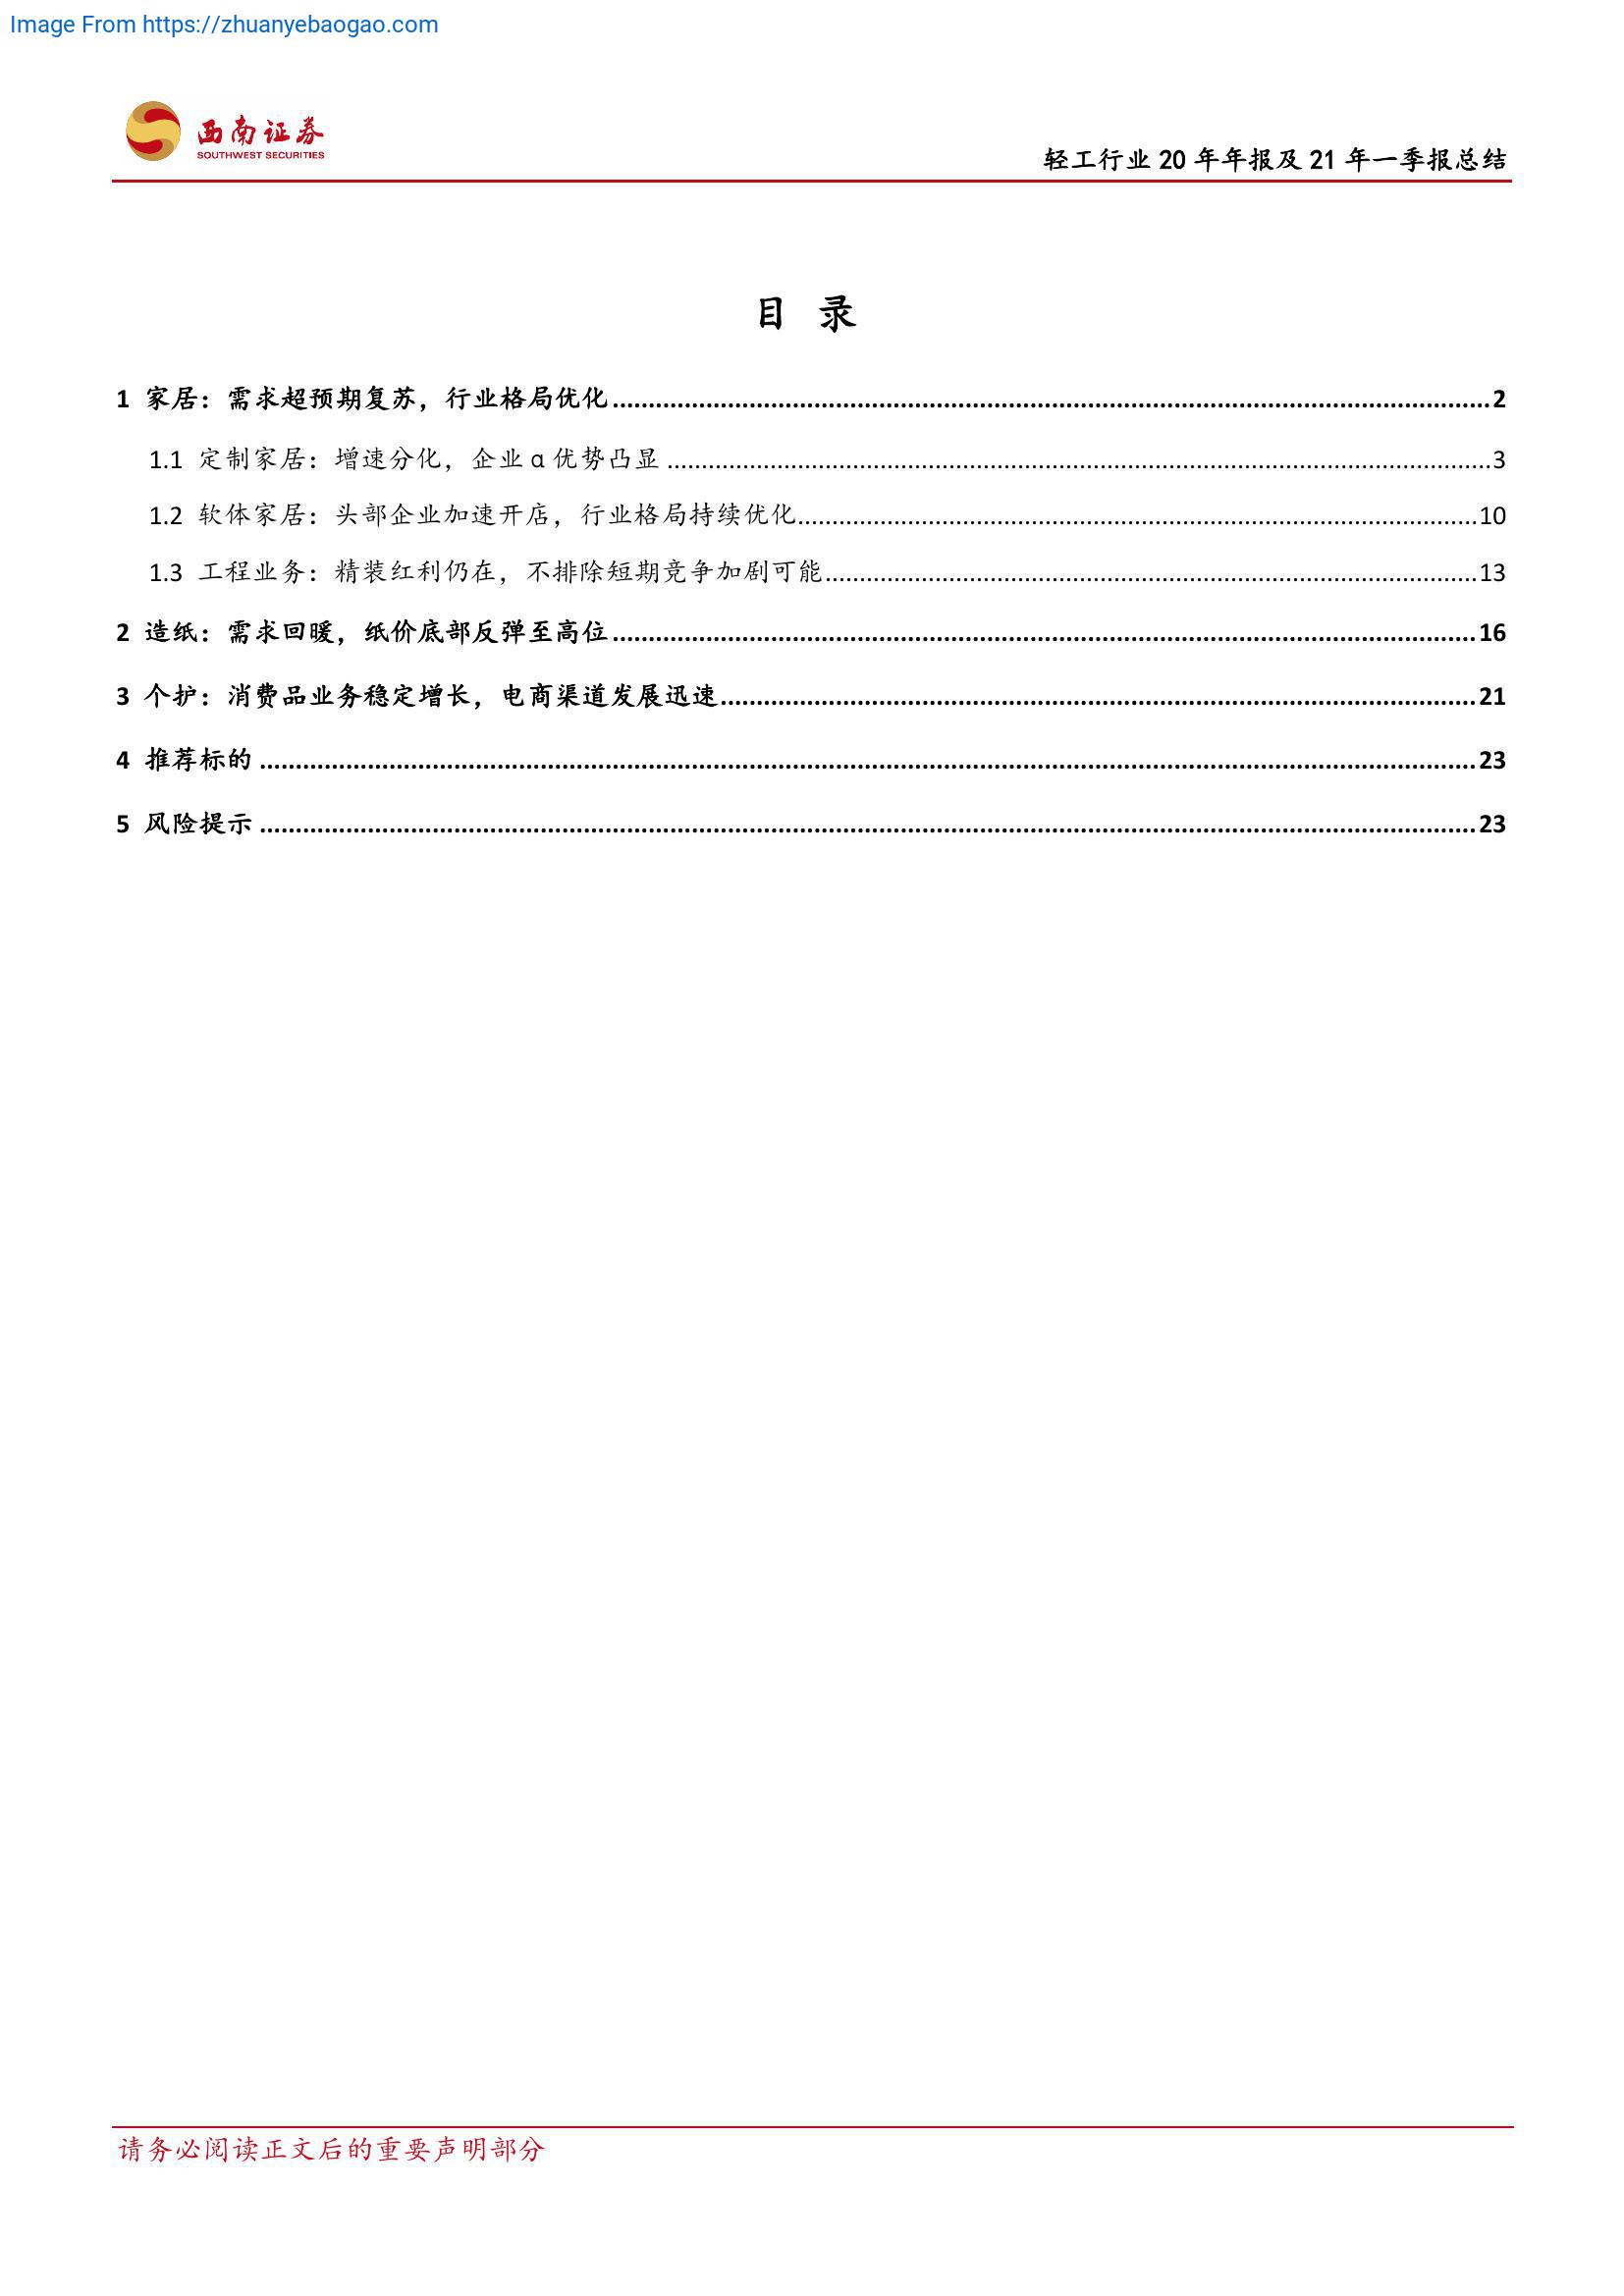 Image From https://zhuanyebaogao.com
西南证券
SOUTHWEST SECURITIES
轻工行业 20 年年报及 21 年一季报总结
目 录
1 家居：需求超预期复苏，行业格局优化........................................2
1.1 定制家居：增速分化，企业 α 优势凸显........................................3
1.2 软体家居：头部企业加速开店，行业格局持续优化........................................10
1.3 工程业务：精装红利仍在，不排除短期竞争加剧可能........................................13
2 造纸：需求回暖，纸价底部反弹至高位........................................16
3 个护：消费品业务稳定增长，电商渠道发展迅速........................................21
4 推荐标的........................................23
5 风险提示........................................23
请务必阅读正文后的重要声明部分